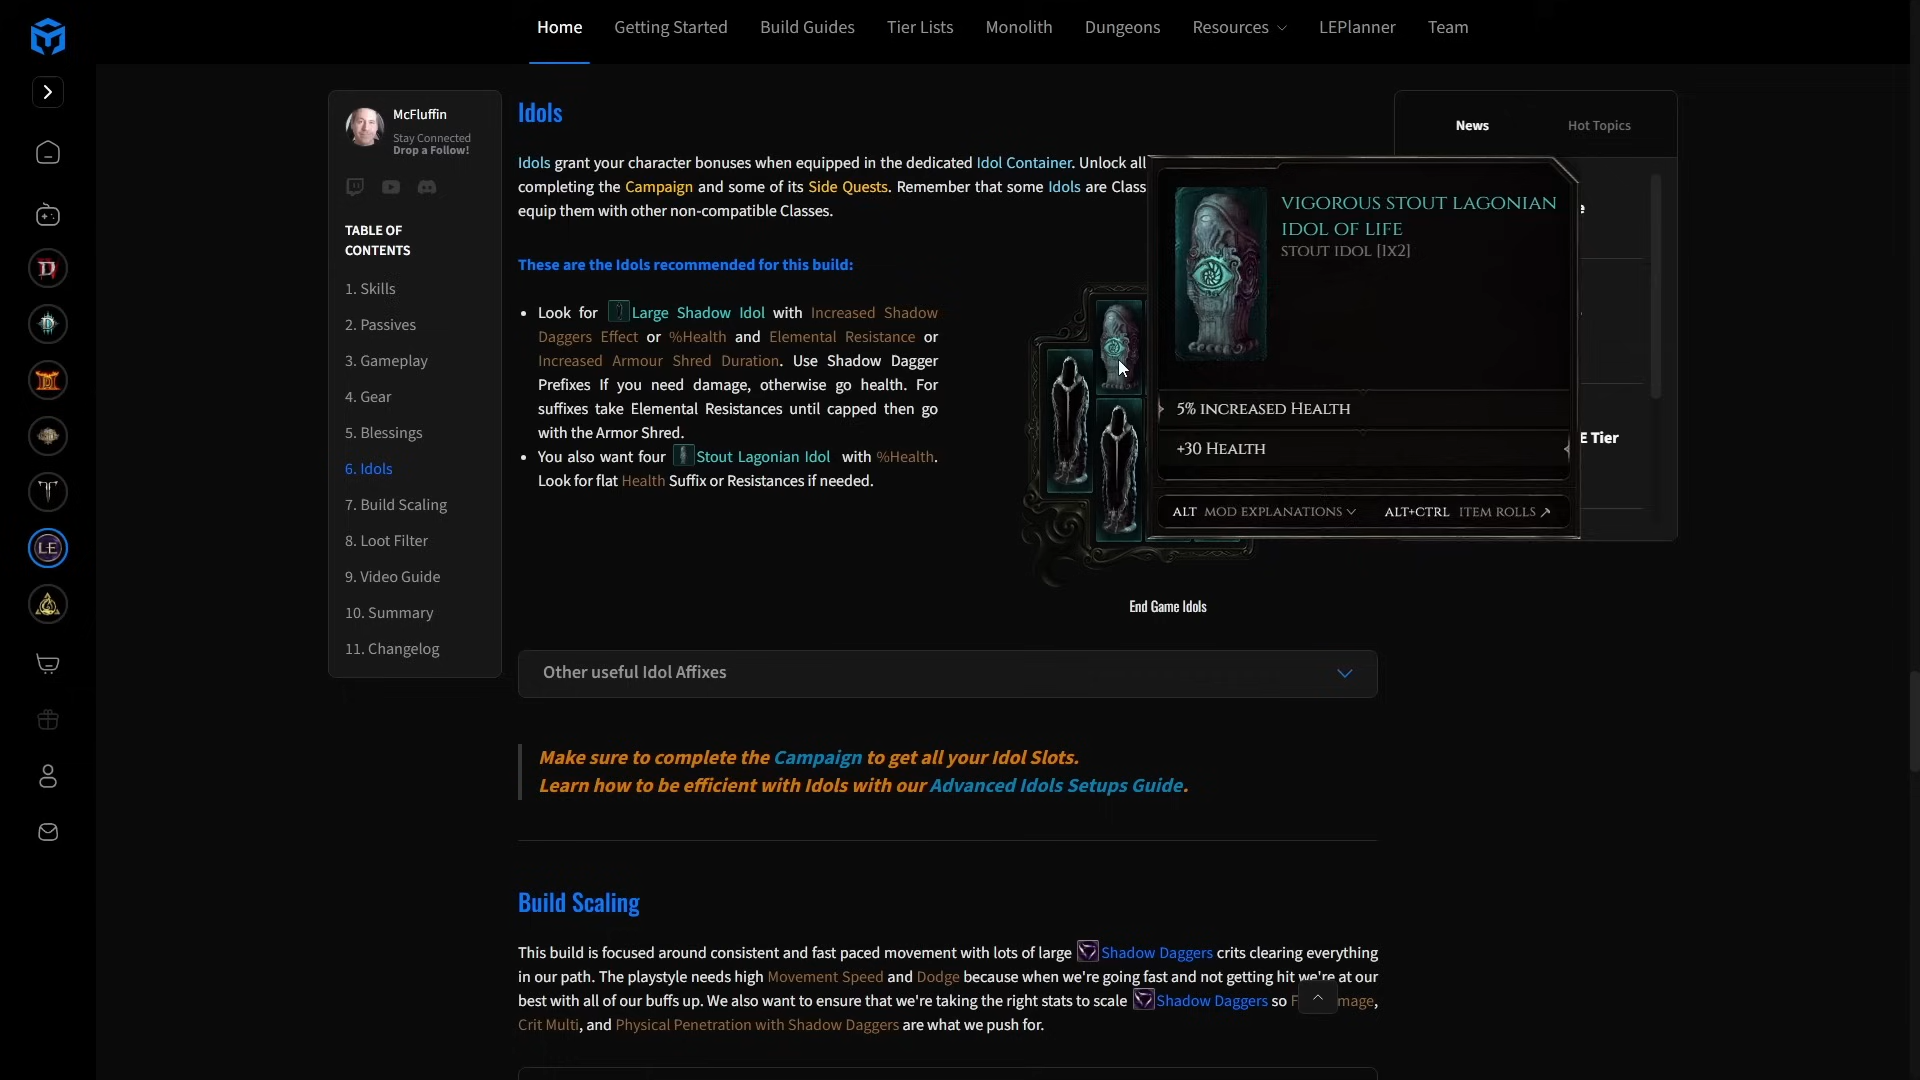 Home
Getting Started
Build Guides
Tier Lists
Monolith
Dungeons
Resources
LEPlanner
Team
McFluffin
Stay Connected
Drop a Follow!
TABLE OF
CONTENTS
1. Skills
2. Passives
3. Gameplay
4. Gear
5. Blessings
6. Idols
7. Build Scaling
8. Loot Filter
9. Video Guide
10. Summary
11. Changelog
LE
Idols
Idols grant your character bonuses when equipped in the dedicated Idol Container. Unlock all
completing the Campaign and some of its Side Quests. Remember that some Idols are Class
equip them with other non-compatible Classes.
These are the Idols recommended for this build:
• Look for Large Shadow Idol with Increased Shadow
Daggers Effect or %Health and Elemental Resistance or
Increased Armour Shred Duration. Use Shadow Dagger
Prefixes If you need damage, otherwise go health. For
suffixes take Elemental Resistances until capped then go
with the Armor Shred.
• You also want four Stout Lagonian Idol with %Health.
Look for flat Health Suffix or Resistances if needed.
News
Hot Topics
VIGOROUS STOUT LAGONIAN
IDOL OF LIFE
STOUT IDOL [1X2]
5% INCREASED HEALTH
+30 HEALTH
ALT MOD EXPLANATIONS
ALT+CTRL ITEM ROLLS
e
E Tier
End Game Idols
Other useful Idol Affixes
Make sure to complete the Campaign to get all your Idol Slots.
Learn how to be efficient with Idols with our Advanced Idols Setups Guide.
Build Scaling
This build is focused around consistent and fast paced movement with lots of large Shadow Daggers crits clearing everything
in our path. The playstyle needs high Movement Speed and Dodge because when we're going fast and not getting hit we're at our
best with all of our buffs up. We also want to ensure that we're taking the right stats to scale Shadow Daggers so F mage,
Crit Multi, and Physical Penetration with Shadow Daggers are what we push for.